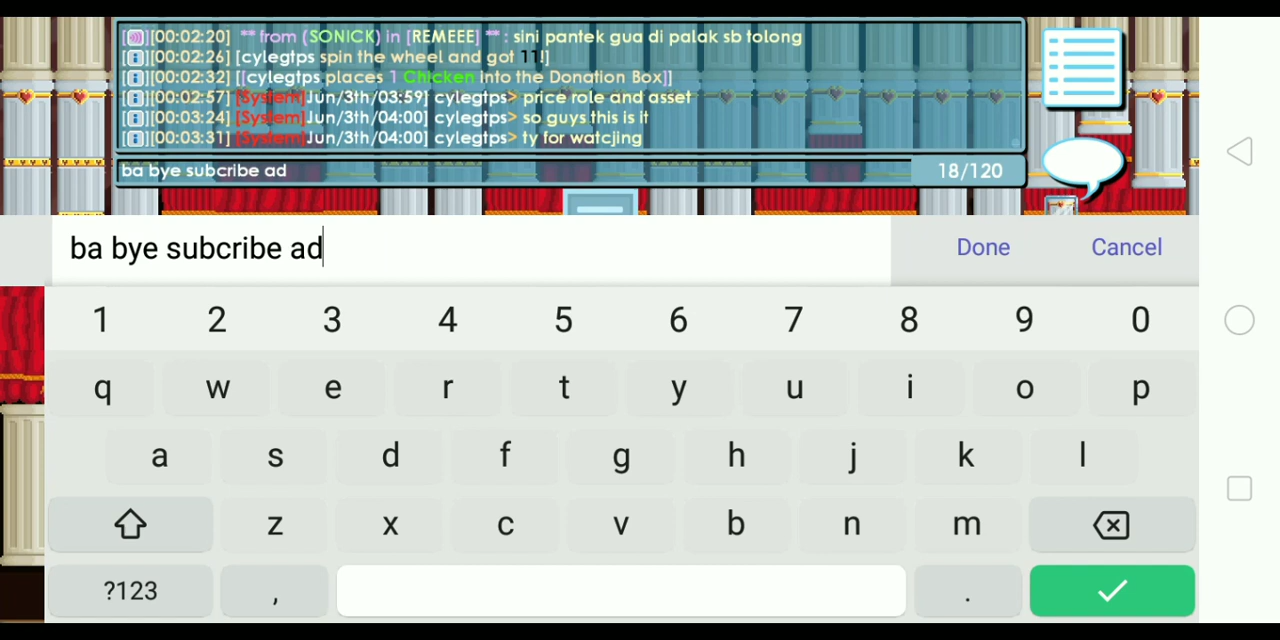 [00:02:20] ** from (SONICK) in [REMEEE] ** : sini pantek gua di palak sb tolong
[00:02:26] [cylegtps spin the wheel and got 11!]
[00:02:32] [[cylegtps places 1 Chicken into the Donation Box]]
[00:02:57] [System]Jun/3th/03:59] cylegtps> price role and asset
[00:03:24] [System]Jun/3th/04:00] cylegtps> so guys this is it
[00:03:31] [System]Jun/3th/04:00] cylegtps> ty for watcjing
ba bye subcribe ad 18/120
ba bye subcribe ad Done Cancel
1 2 3 4 5 6 7 8 9 0
q w e r t y u i o p
a s d f g h j k l
z x c v b n m
?123 , .